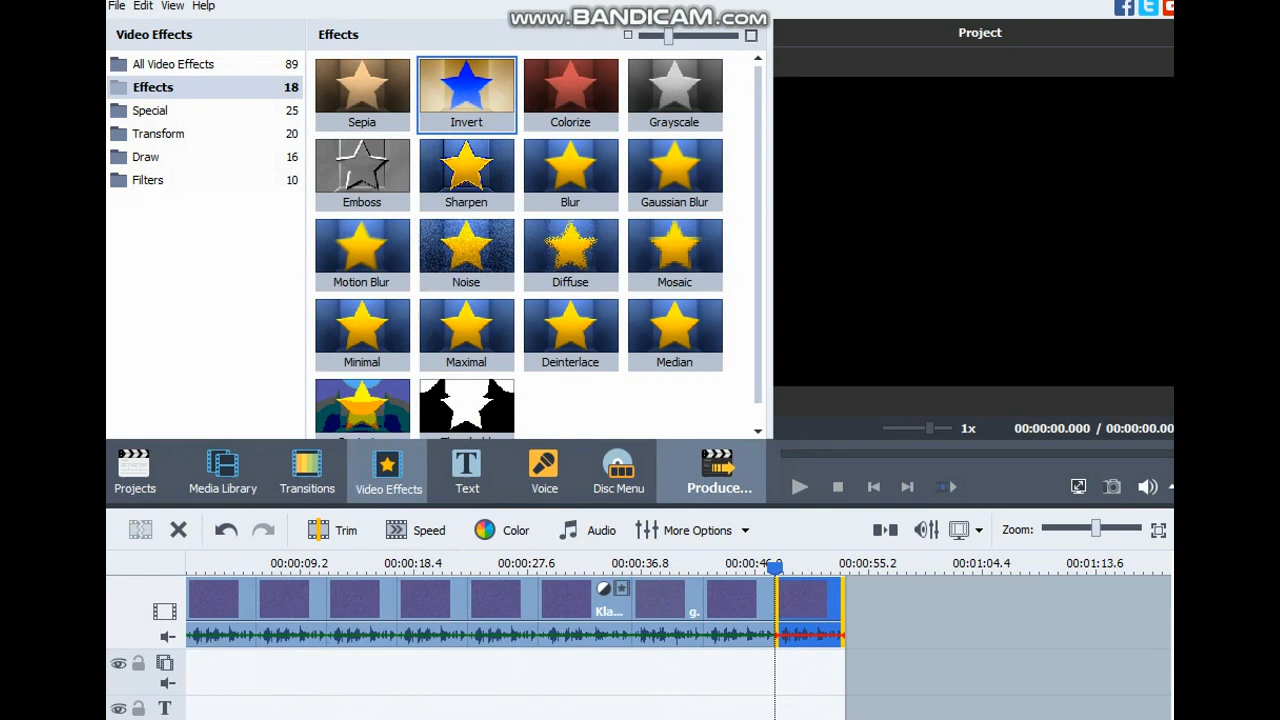 File Edit View Help
www.BANDICAM.com
Video Effects
Effects
Project
All Video Effects 89
Effects 18
Special 25
Transform 20
Draw 16
Filters 10
Sepia
Invert
Colorize
Grayscale
Emboss
Sharpen
Blur
Gaussian Blur
Motion Blur
Noise
Diffuse
Mosaic
Minimal
Maximal
Deinterlace
Median
1x
00:00:00.000 / 00:00:00.00
Projects
Media Library
Transitions
Video Effects
Text
Voice
Disc Menu
Produce...
Trim
Speed
Color
Audio
More Options
Zoom:
00:00:09.2 00:00:18.4 00:00:27.6 00:00:36.8 00:00:46.0 00:00:55.2 00:01:04.4 00:01:13.6
Kla...
g.
T